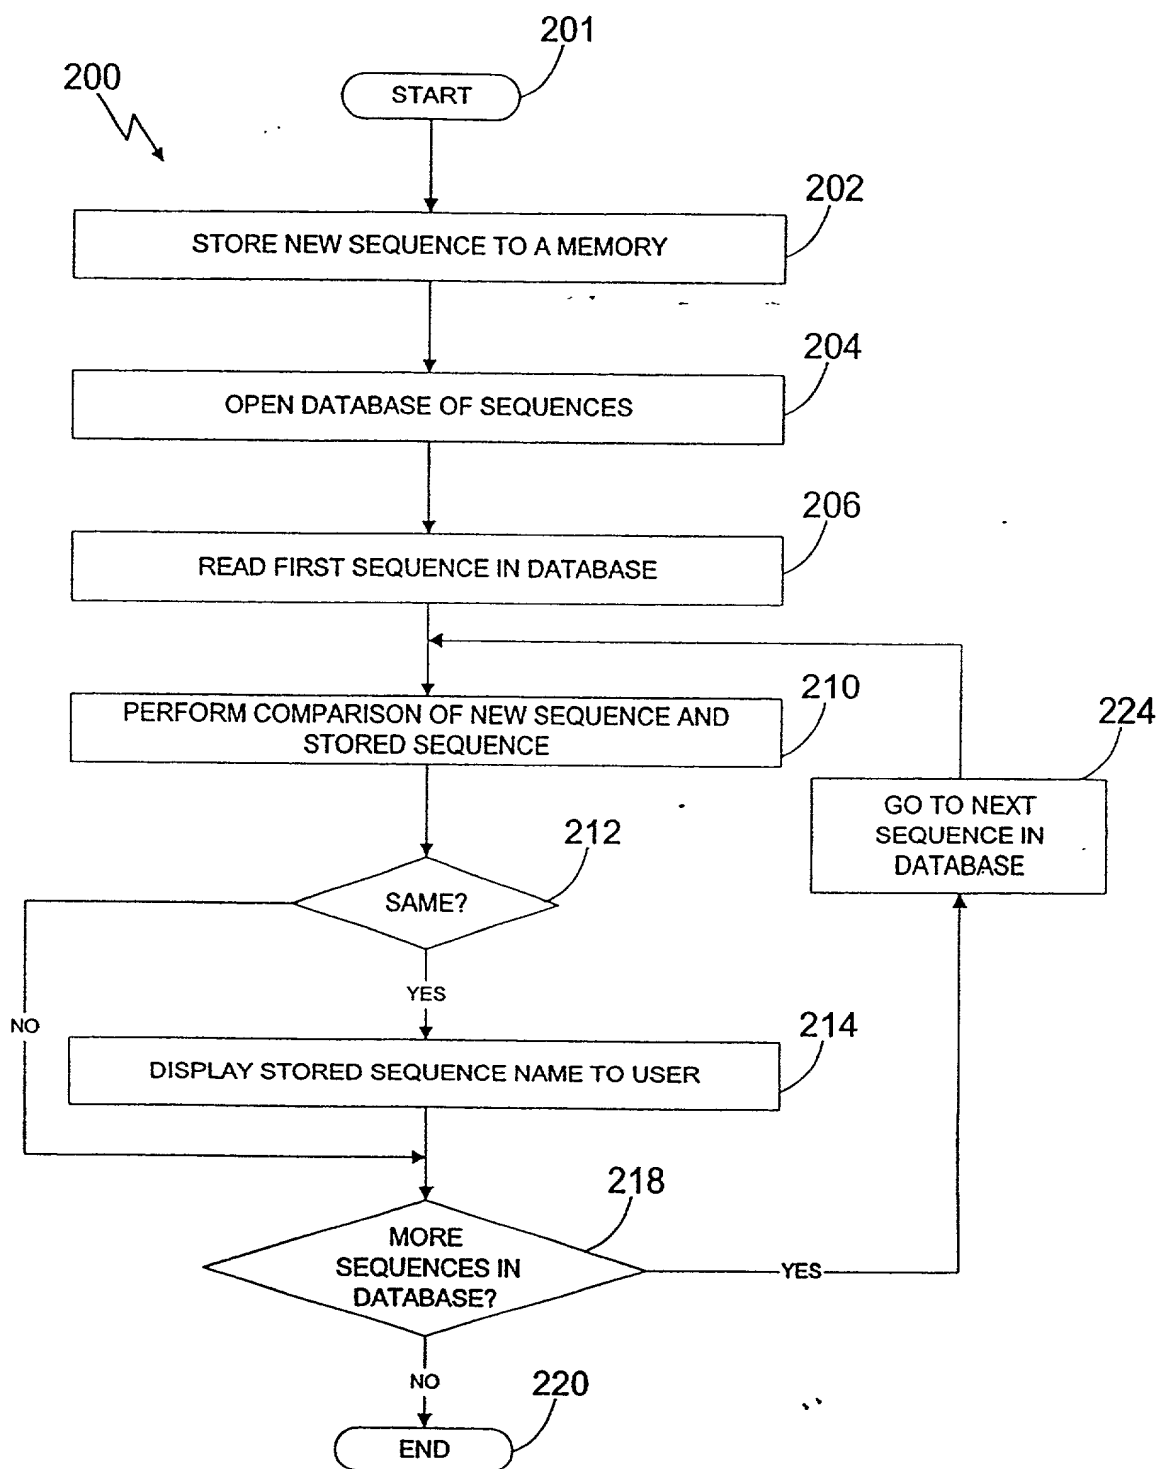 201
200
START
202
STORE NEW SEQUENCE TO A MEMORY
204
OPEN DATABASE OF SEQUENCES
206
READ FIRST SEQUENCE IN DATABASE
210
PERFORM COMPARISON OF NEW SEQUENCE AND
STORED SEQUENCE
224
GO TO NEXT
SEQUENCE IN
DATABASE
212
SAME?
YES
NO
214
DISPLAY STORED SEQUENCE NAME TO USER
218
MORE
SEQUENCES IN
DATABASE?
YES
NO
220
END